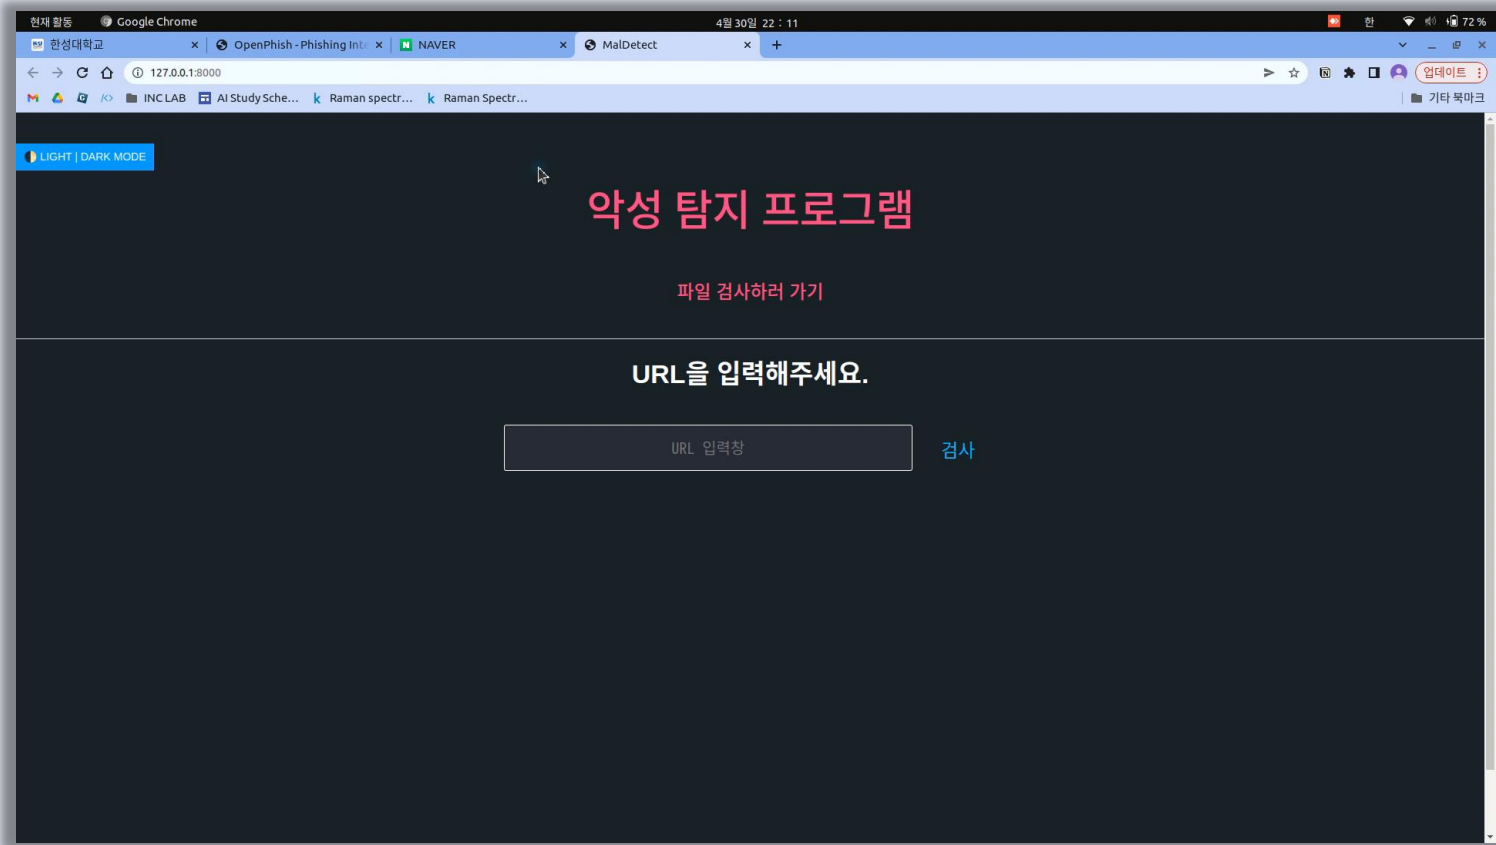 현재 활동 Google Chrome 4월 30일 22 : 11 한 72 %
한성대학교 OpenPhish - Phishing Inte NAVER MalDetect
127.0.0.1:8000 업데이트
INC LAB AI Study Sche... Raman spectr... Raman Spectr... 기타 북마크
LIGHT | DARK MODE
악성 탐지 프로그램
파일 검사하러 가기
URL을 입력해주세요.
URL 입력창 검사